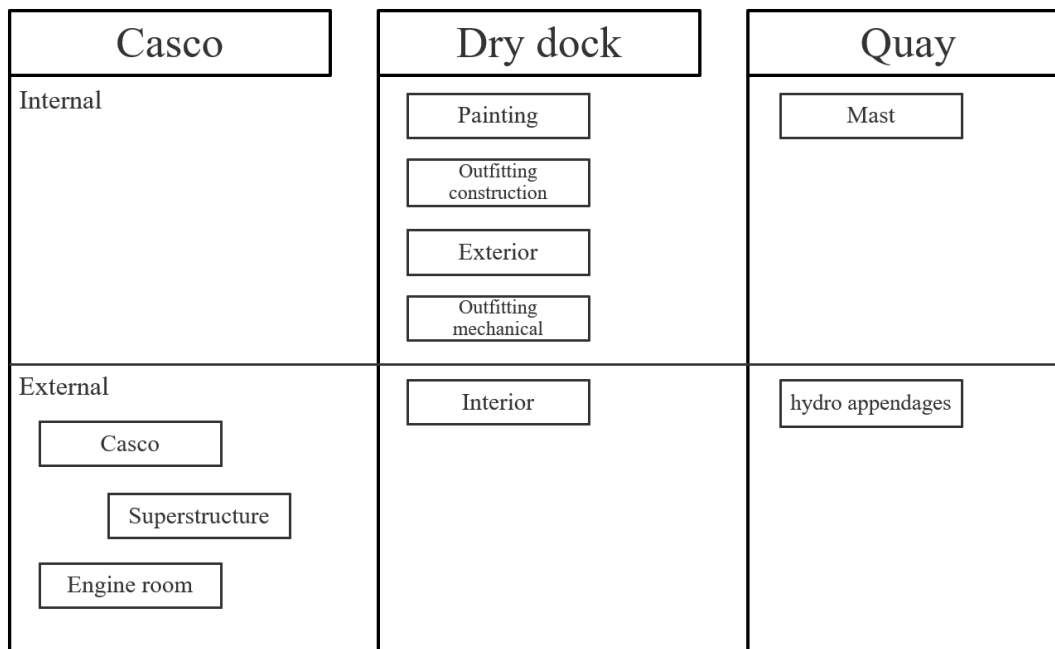 Casco
Dry dock
Quay
Internal
Painting
Mast
Outfitting
construction
Exterior
Outfitting
mechanical
External
Interior
hydro appendages
Casco
Superstructure
Engine room